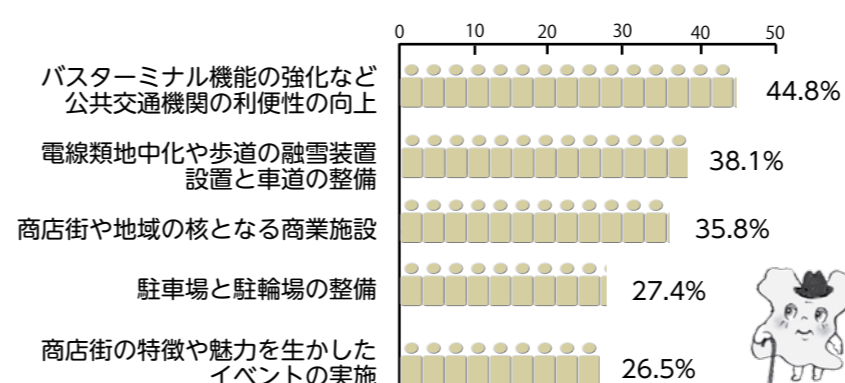 0 10 20 30 40 50
バスターミナル機能の強化など
公共交通機関の利便性の向上
44.8%
電線類地中化や歩道の融雪装置
設置と車道の整備
38.1%
商店街や地域の核となる商業施設
35.8%
駐車場と駐輪場の整備
27.4%
商店街の特徴や魅力を生かした
イベントの実施
26.5%